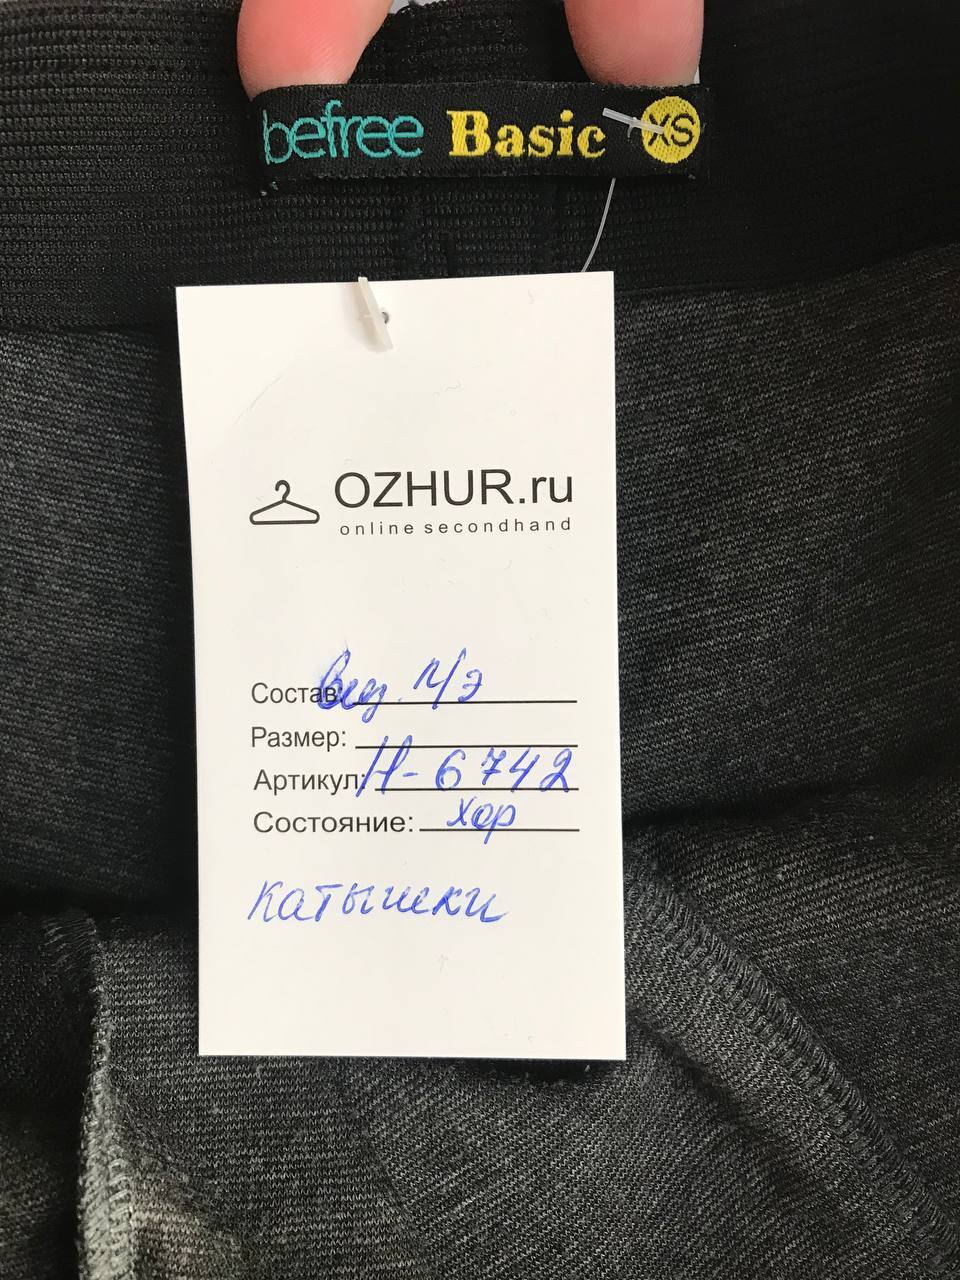 befree Basic XS
OZHUR.ru
online secondhand
Состав: виз. п/э
Размер:
Артикул: Н-6742
Состояние: хор
катышки